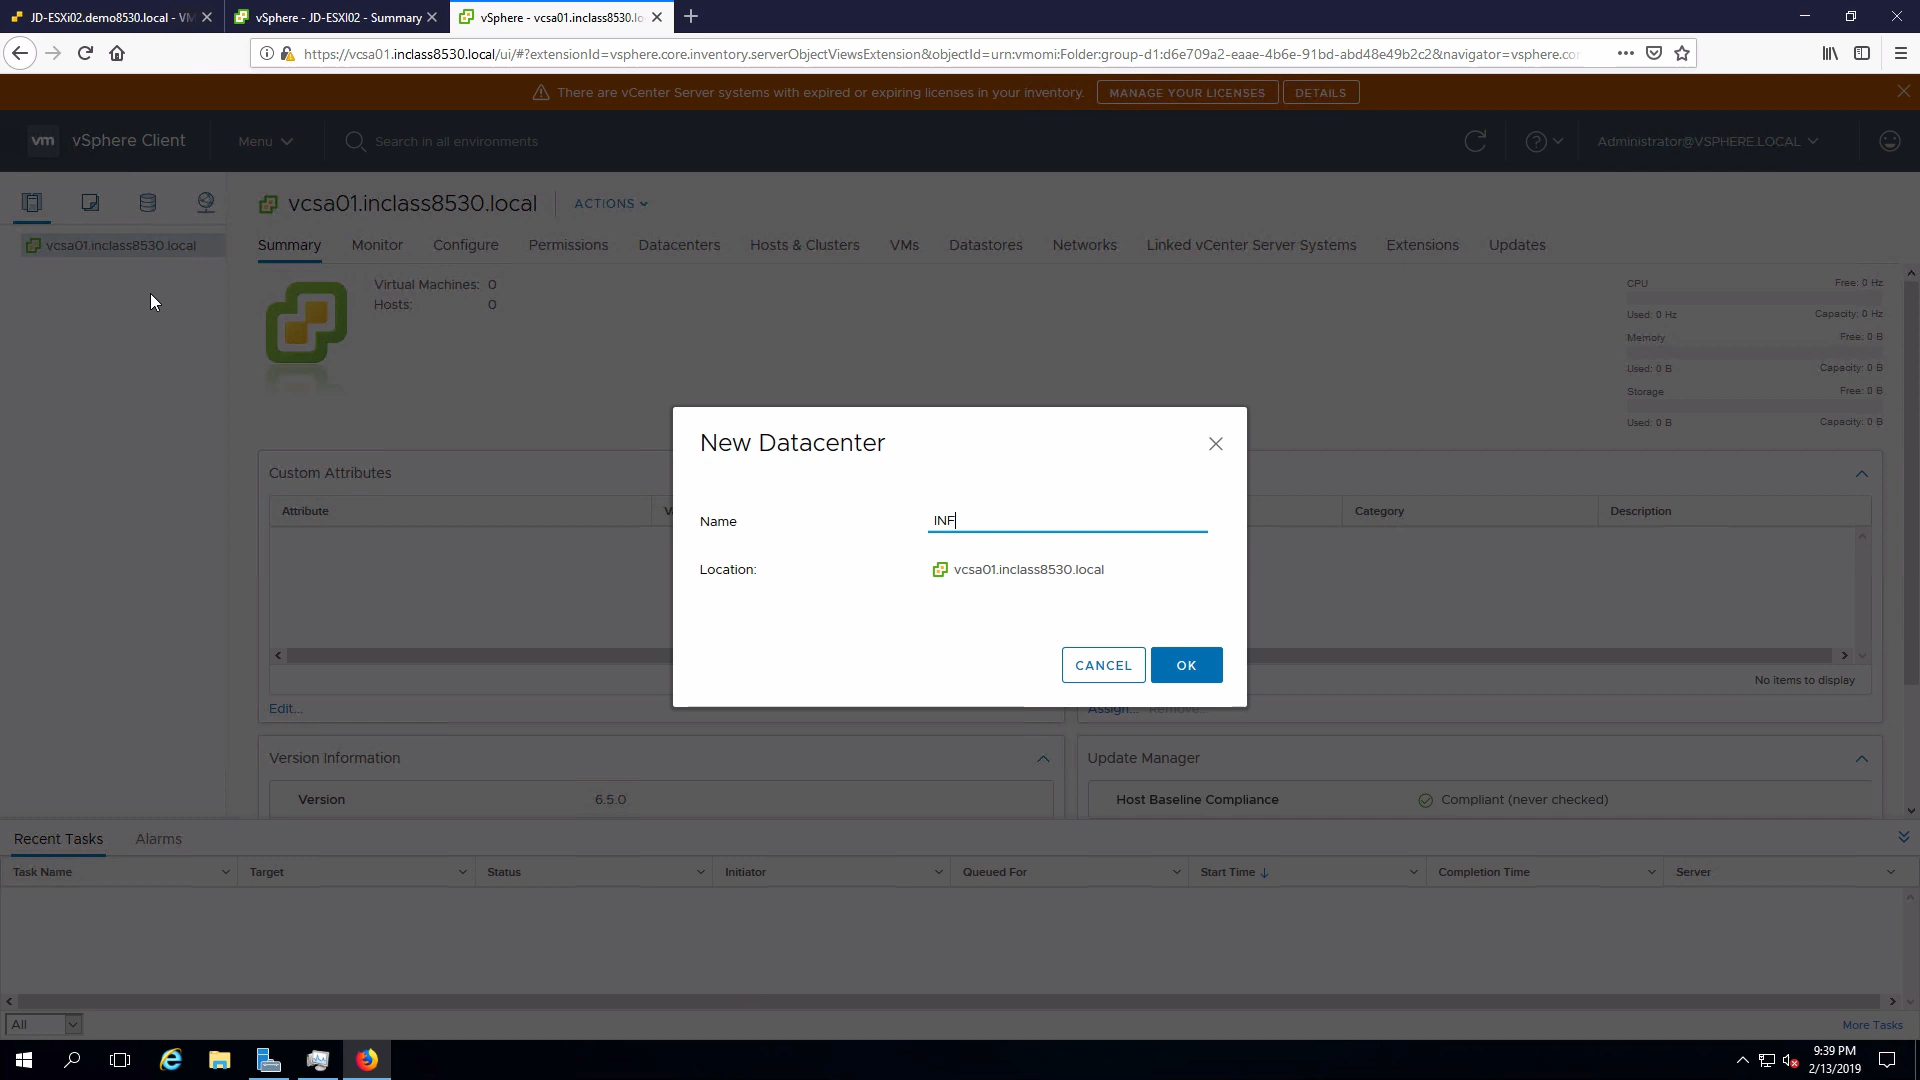 JD-ESXi02.demo8530.local - VM
vSphere - JD-ESXI02 - Summary
vSphere - vcsa01.inclass8530.lo
https://vcsa01.inclass8530.local/ui/#?extensionId=vsphere.core.inventory.serverObjectViewsExtension&objectId=urn:vmomi:Folder:group-d1:d6e709a2-eaae-4b6e-91bd-abd48e49b2c2&navigator=vsphere.co
There are vCenter Server systems with expired or expiring licenses in your inventory.
MANAGE YOUR LICENSES
DETAILS
vm vSphere Client
Menu
Search in all environments
Administrator@VSPHERE.LOCAL
vcsa01.inclass8530.local
vcsa01.inclass8530.local
ACTIONS
Summary Monitor Configure Permissions Datacenters Hosts & Clusters VMs Datastores Networks Linked vCenter Server Systems Extensions Updates
Virtual Machines: 0
Hosts: 0
CPU Free: 0 Hz
Used: 0 Hz Capacity: 0 Hz
Memory Free: 0 B
Used: 0 B Capacity: 0 B
Storage Free: 0 B
Used: 0 B Capacity: 0 B
New Datacenter
Name INF
Location: vcsa01.inclass8530.local
CANCEL OK
Custom Attributes
Attribute
Category Description
No items to display
Edit...
Assign... Remove...
Version Information
Version 6.5.0
Update Manager
Host Baseline Compliance Compliant (never checked)
Recent Tasks Alarms
Task Name Target Status Initiator Queued For Start Time Completion Time Server
All
More Tasks
9:39 PM
2/13/2019